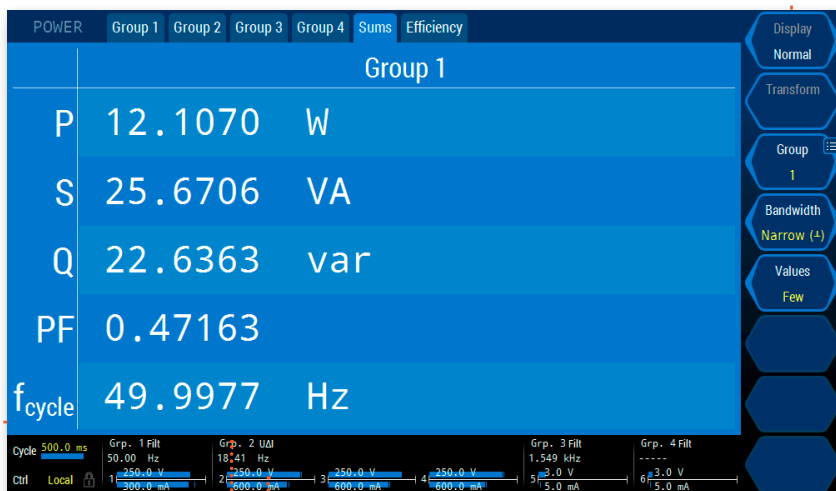 POWER Group 1 Group 2 Group 3 Group 4 Sums Efficiency
Group 1
P 12.1070 W
S 25.6706 VA
Q 22.6363 var
PF 0.47163
fcycle 49.9977 Hz
Display
Normal
Transform
Group
1
Bandwidth
Narrow (⊥)
Values
Few
Cycle 500.0 ms
Ctrl Local
Grp. 1 Filt
50.00 Hz
1 250.0 V
300.0 mA
Grp. 2 UΔI
18.41 Hz
2 250.0 V
600.0 mA
3 250.0 V
600.0 mA
4 250.0 V
600.0 mA
Grp. 3 Filt
1.549 kHz
5 3.0 V
5.0 mA
Grp. 4 Filt
-----
6 3.0 V
5.0 mA